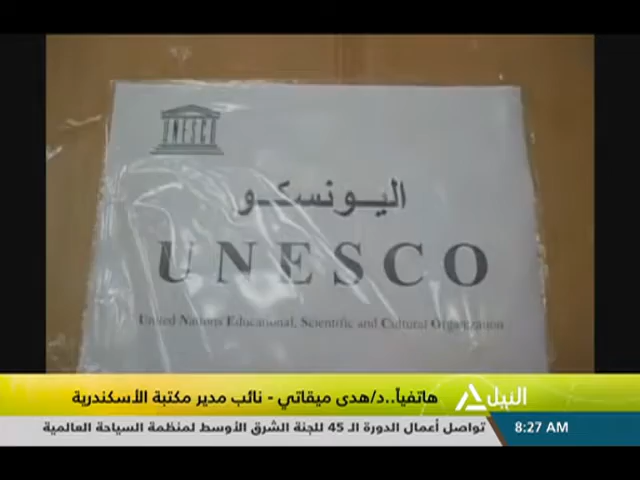 UNESCO
اليونسكو
UNESCO
United Nations Educational, Scientific and Cultural Organization
هاتفياً..د/هدى ميقاتي - نائب مدير مكتبة الأسكندرية
النيل
تواصل أعمال الدورة الـ 45 للجنة الشرق الأوسط لمنظمة السياحة العالمية
8:27 AM